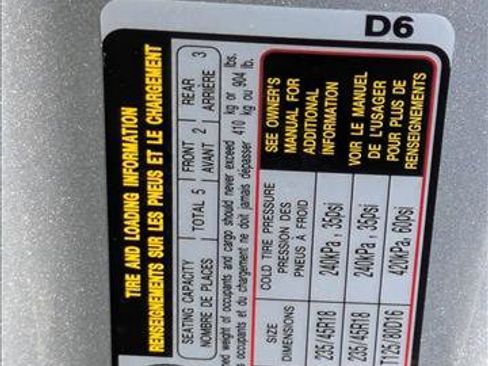 D6
TIRE AND LOADING INFORMATION
RENSEIGNEMENTS SUR LES PNEUS ET LE CHARGEMENT
SEATING CAPACITY TOTAL 5 FRONT 2 REAR 3
NOMBRE DE PLACES AVANT ARRIÈRE
weight of occupants and cargo should never exceed 410 kg or lbs.
occupants et du chargement ne doit jamais dépasser kg ou 904 lb.
SIZE COLD TIRE PRESSURE SEE OWNER'S
DIMENSIONS PRESSION DES MANUAL FOR
PNEUS À FROID ADDITIONAL
INFORMATION
235/45R18 240kPa, 35psi
235/45R18 240kPa, 35psi VOIR LE MANUEL
DE L'USAGER
T125/80D16 420kPa, 60psi POUR PLUS DE
RENSEIGNEMENTS